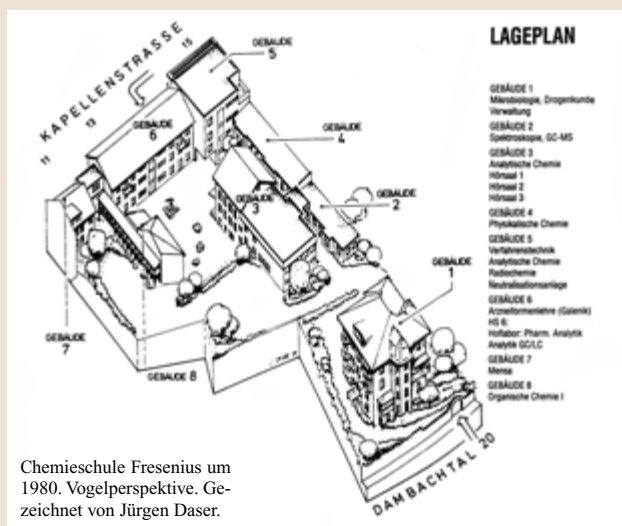 LAGEPLAN
KAPELLENSTRASSE
11
13
15
GEBÄUDE
5
GEBÄUDE
6
GEBÄUDE
4
GEBÄUDE
3
GEBÄUDE
2
GEBÄUDE
1
GEBÄUDE
7
GEBÄUDE 8
DAMBACHTAL 20
GEBÄUDE 1
Mikrobiologie, Drogenkunde
Verwaltung
GEBÄUDE 2
Spektroskopie, GC-MS
GEBÄUDE 3
Analytische Chemie
Hörsaal 1
Hörsaal 2
Hörsaal 3
GEBÄUDE 4
Physikalische Chemie
GEBÄUDE 5
Verfahrenstechnik
Analytische Chemie
Radiochemie
Neutralisationsanlage
GEBÄUDE 6
Arzneiformenlehre (Galenik)
HS 6:
Hoflabor: Pharm. Analytik
Analytik GC/LC
GEBÄUDE 7
Mensa
GEBÄUDE 8
Organische Chemie I
Chemieschule Fresenius um
1980. Vogelperspektive. Ge-
zeichnet von Jürgen Daser.